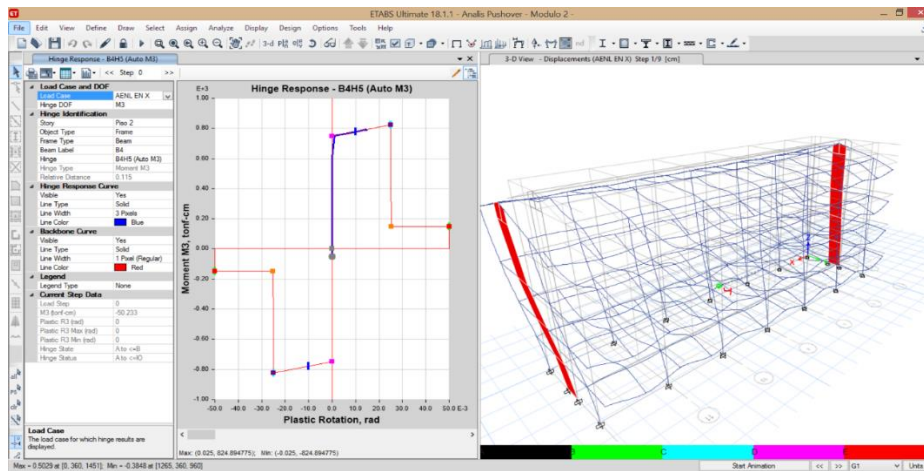 ETABS Ultimate 18.1.1 - Analis Pushover - Modulo 2 -
File Edit View Define Draw Select Assign Analyze Display Design Options Tools Help
Hinge Response - B4H5 (Auto M3)
<< Step 0 >>
Load Case and DOF
Load Case AENL EN X
Hinge DOF M3
Hinge Identification
Story Piso 2
Object Type Frame
Frame Type Beam
Beam Label B4
Hinge B4H5 (Auto M3)
Hinge Type Moment M3
Relative Distance 0.115
Hinge Response Curve
Visible Yes
Line Type Solid
Line Width 3 Pixels
Line Color Blue
Backbone Curve
Visible Yes
Line Type Solid
Line Width 1 Pixel (Regular)
Line Color Red
Legend
Legend Type None
Current Step Data
Load Step 0
M3 (tonf-cm) -50.233
Plastic R3 (rad) 0
Plastic R3 Max (rad) 0
Plastic R3 Min (rad) 0
Hinge State A to <=B
Hinge Status A to <=IO
Load Case
The load case for which hinge results are
displayed.
Hinge Response - B4H5 (Auto M3)
E+3
1.00
0.80
0.60
0.40
0.20
0.00
-0.20
-0.40
-0.60
-0.80
-1.00
Moment M3, tonf-cm
-50.0 -40.0 -30.0 -20.0 -10.0 0.0 10.0 20.0 30.0 40.0 50.0 E-3
Plastic Rotation, rad
Max: (0.025, 824.894775); Min: (-0.025, -824.894775)
3-D View - Displacements (AENL EN X) Step 1/9 [cm]
B C D E
Max = 0.5029 at [0, 360, 1451]; Min = -0.3848 at [1265, 360, 960]
Start Animation << >> G1 Units